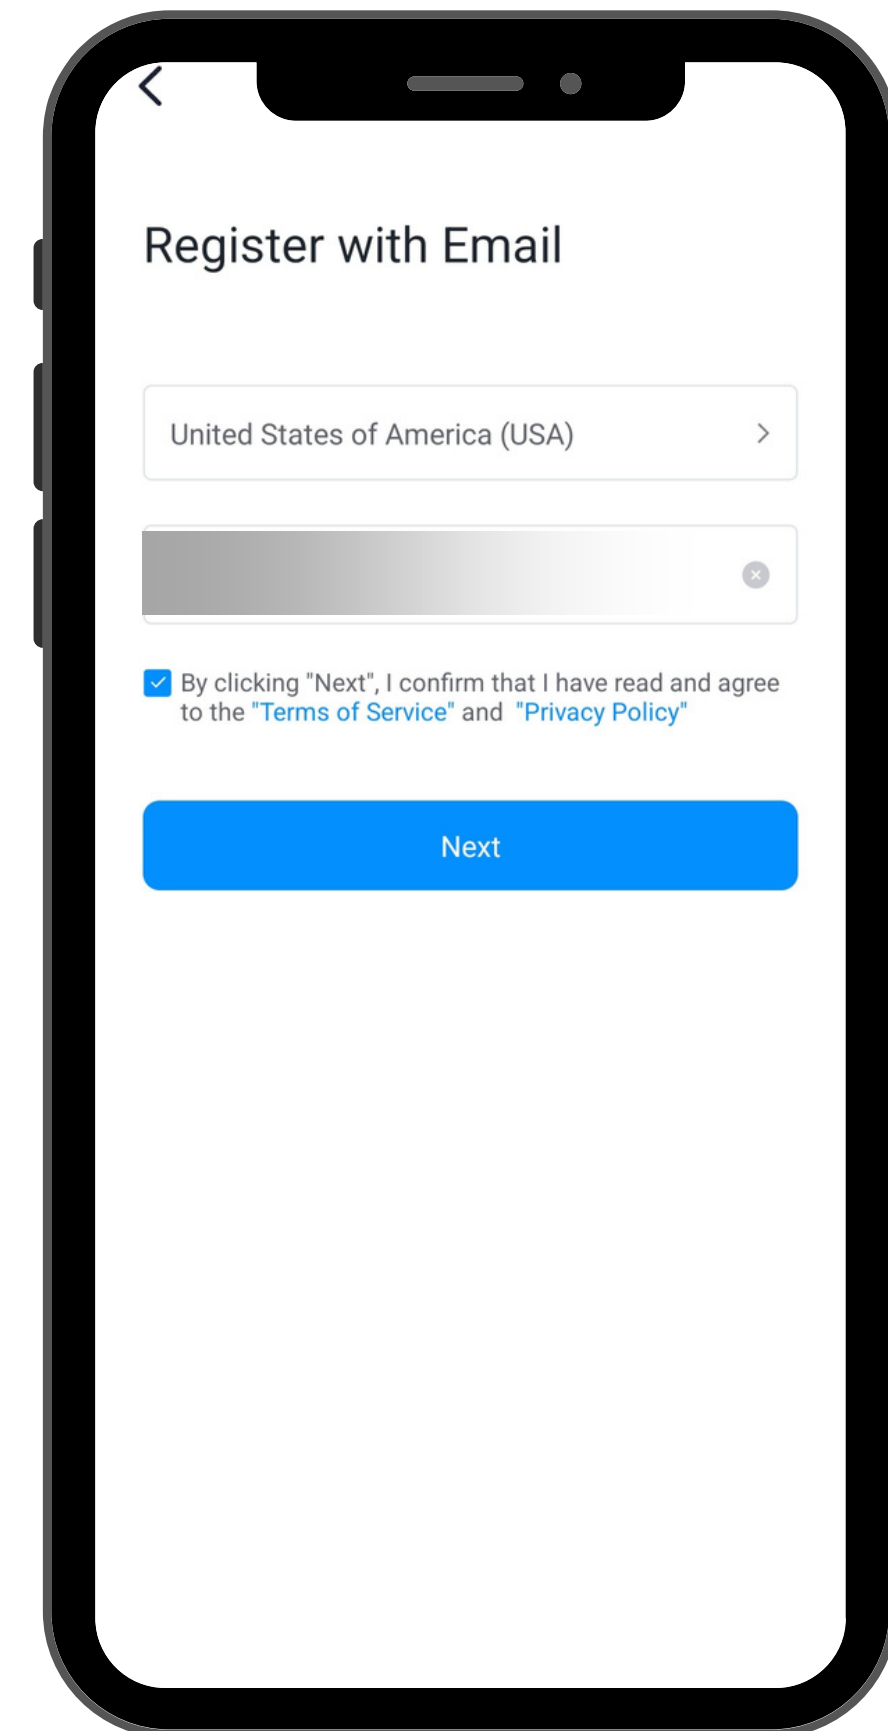 Register with Email
United States of America (USA)
By clicking "Next", I confirm that I have read and agree
to the "Terms of Service" and "Privacy Policy"
Next